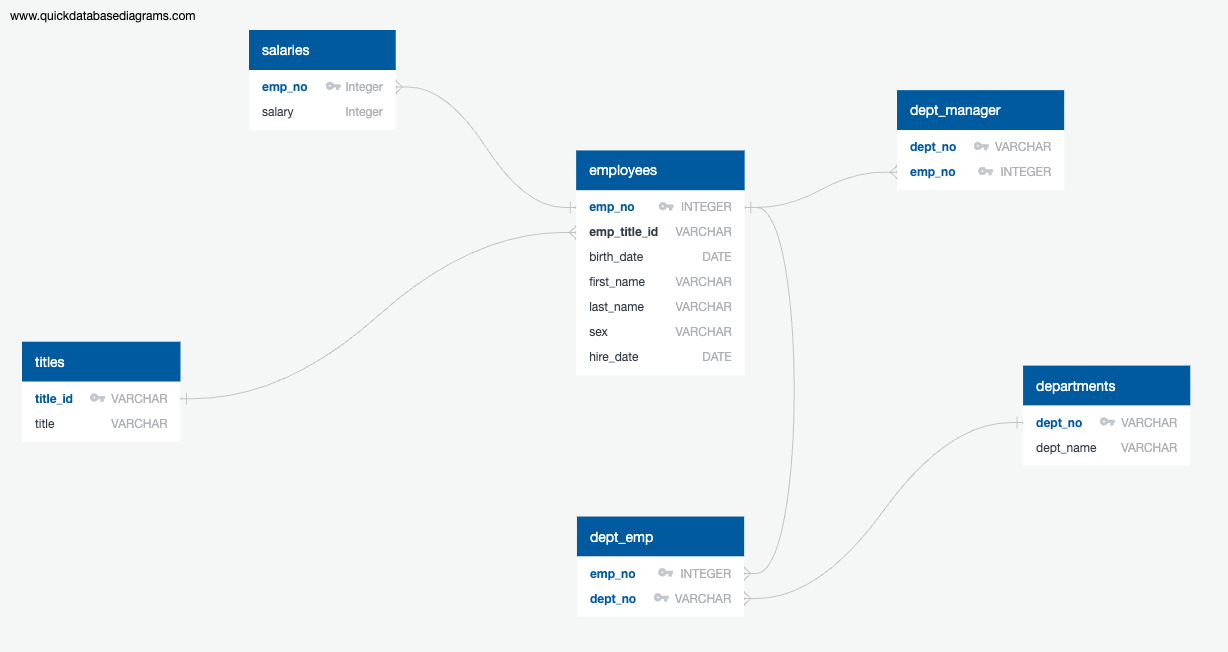 www.quickdatabasediagrams.com
salaries
emp_no Integer
salary Integer
dept_manager
dept_no VARCHAR
emp_no INTEGER
employees
emp_no INTEGER
emp_title_id VARCHAR
birth_date DATE
first_name VARCHAR
last_name VARCHAR
sex VARCHAR
hire_date DATE
titles
title_id VARCHAR
title VARCHAR
departments
dept_no VARCHAR
dept_name VARCHAR
dept_emp
emp_no INTEGER
dept_no VARCHAR